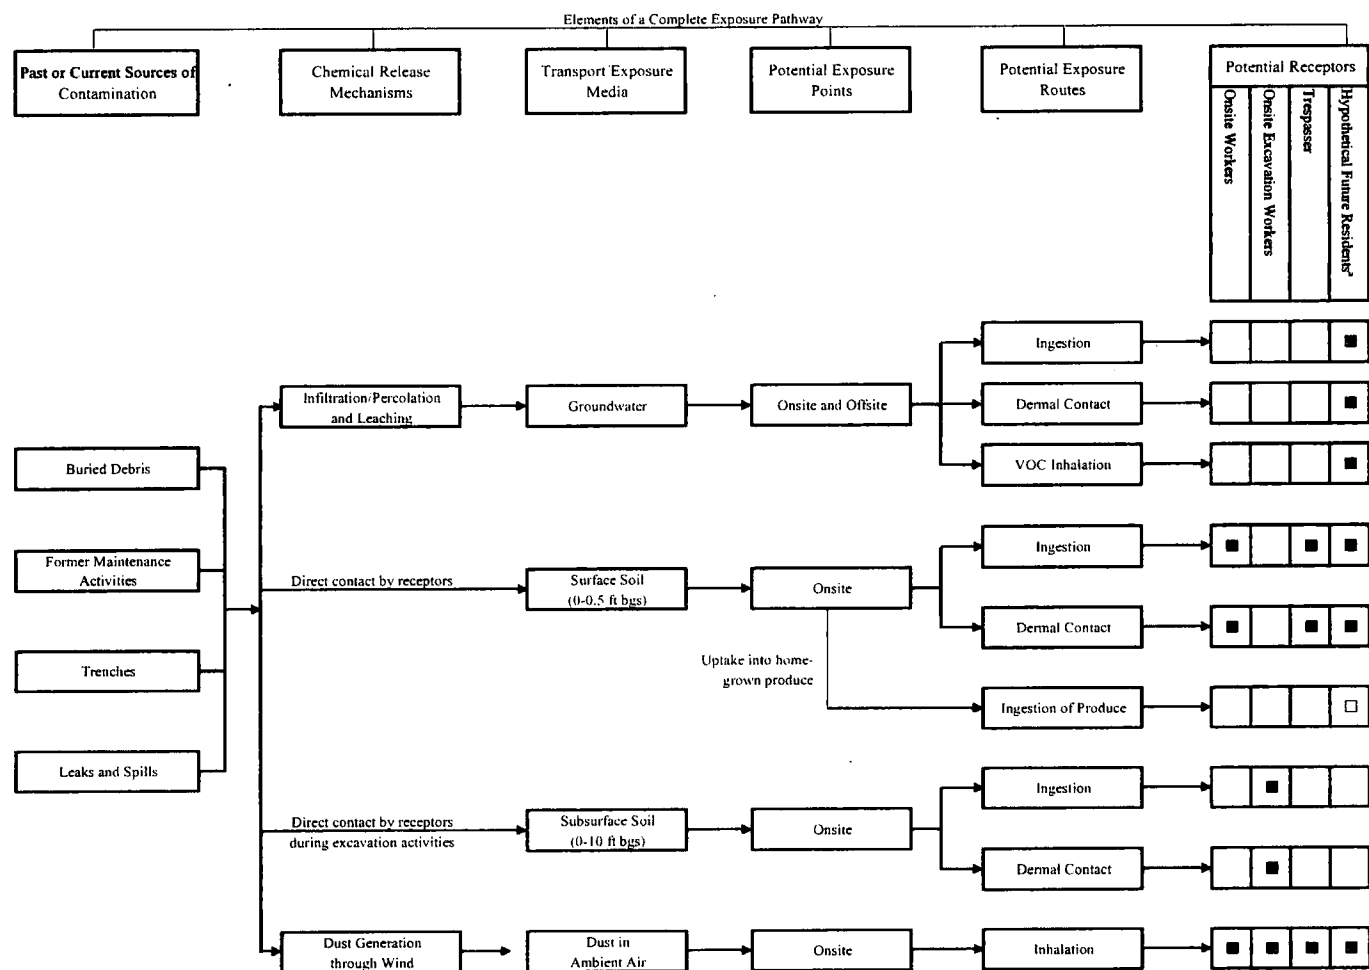 Elements of a Complete Exposure Pathway
Past or Current Sources of
Contamination
Chemical Release
Mechanisms
Transport Exposure
Media
Potential Exposure
Points
Potential Exposure
Routes
Potential Receptors
Onsite Workers
Onsite Excavation Workers
Trespasser
Hypothetical Future Residentsª
Ingestion
Infiltration/Percolation
and Leaching
Groundwater
Onsite and Offsite
Dermal Contact
Buried Debris
VOC Inhalation
Former Maintenance
Activities
Direct contact by receptors
Surface Soil
(0-0.5 ft bgs)
Onsite
Ingestion
Dermal Contact
Trenches
Uptake into home-
grown produce
Ingestion of Produce
Leaks and Spills
Ingestion
Direct contact by receptors
during excavation activities
Subsurface Soil
(0-10 ft bgs)
Onsite
Dermal Contact
Dust Generation
through Wind
Dust in
Ambient Air
Onsite
Inhalation